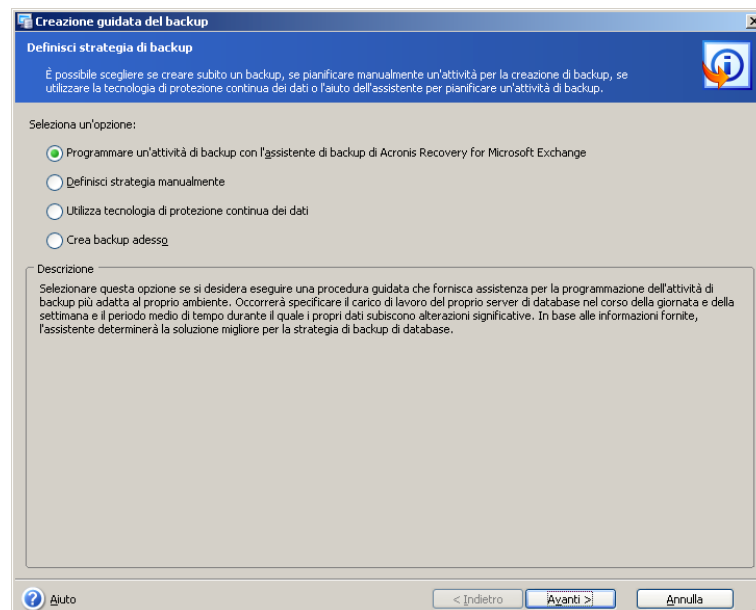 Creazione guidata del backup
Definisci strategia di backup
È possibile scegliere se creare subito un backup, se pianificare manualmente un'attività per la creazione di backup, se
utilizzare la tecnologia di protezione continua dei dati o l'aiuto dell'assistente per pianificare un'attività di backup.
Seleziona un'opzione:
Programmare un'attività di backup con l'assistente di backup di Acronis Recovery for Microsoft Exchange
Definisci strategia manualmente
Utilizza tecnologia di protezione continua dei dati
Crea backup adesso
Descrizione
Selezionare questa opzione se si desidera eseguire una procedura guidata che fornisca assistenza per la programmazione dell'attività di
backup più adatta al proprio ambiente. Occorrerà specificare il carico di lavoro del proprio server di database nel corso della giornata e della
settimana e il periodo medio di tempo durante il quale i propri dati subiscono alterazioni significative. In base alle informazioni fornite,
l'assistente determinerà la soluzione migliore per la strategia di backup di database.
Aiuto
< Indietro
Avanti >
Annulla